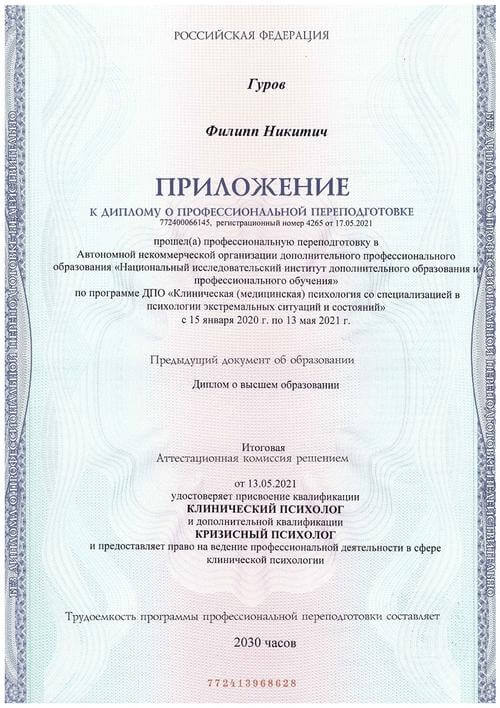 РОССИЙСКАЯ ФЕДЕРАЦИЯ
Гуров
Филипп Никитич
ПРИЛОЖЕНИЕ
К ДИПЛОМУ О ПРОФЕССИОНАЛЬНОЙ ПЕРЕПОДГОТОВКЕ
772400066145, регистрационный номер 4265 от 17.05.2021
прошел(а) профессиональную переподготовку в
Автономной некоммерческой организации дополнительного профессионального
образования «Национальный исследовательский институт дополнительного образования и
профессионального обучения»
по программе ДПО «Клиническая (медицинская) психология со специализацией в
психологии экстремальных ситуаций и состояний»
с 15 января 2020 г. по 13 мая 2021 г.
Предыдущий документ об образовании
Диплом о высшем образовании
Итоговая
Аттестационная комиссия решением
от 13.05.2021
удостоверяет присвоение квалификации
КЛИНИЧЕСКИЙ ПСИХОЛОГ
и дополнительной квалификации
КРИЗИСНЫЙ ПСИХОЛОГ
и предоставляет право на ведение профессиональной деятельности в сфере
клинической психологии
Трудоемкость программы профессиональной переподготовки составляет
2030 часов
772413968628
БЕЗ ДИПЛОМА О ПРОФЕССИОНАЛЬНОЙ ПЕРЕПОДГОТОВКЕ НЕДЕЙСТВИТЕЛЬНО
БЕЗ ДИПЛОМА О ПРОФЕССИОНАЛЬНОЙ ПЕРЕПОДГОТОВКЕ НЕДЕЙСТВИТЕЛЬНО